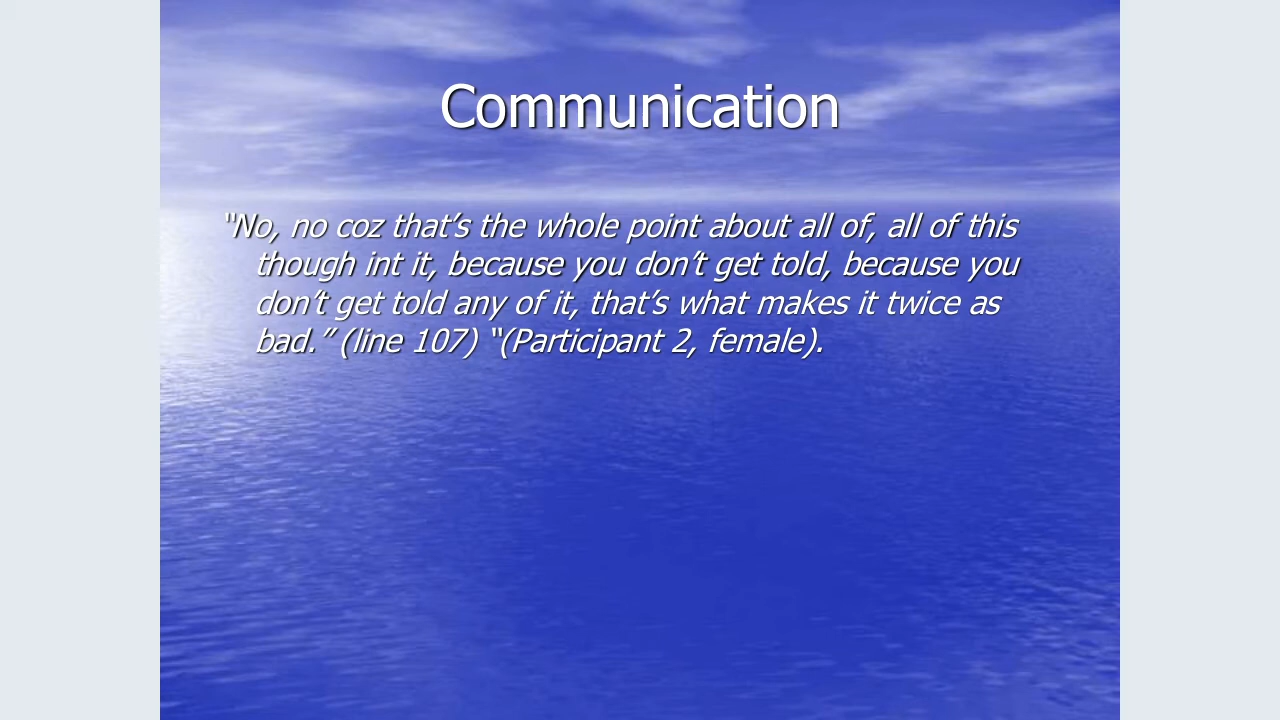 Communication
“No, no coz that’s the whole point about all of, all of this
though int it, because you don’t get told, because you
don’t get told any of it, that’s what makes it twice as
bad.” (line 107) “(Participant 2, female).